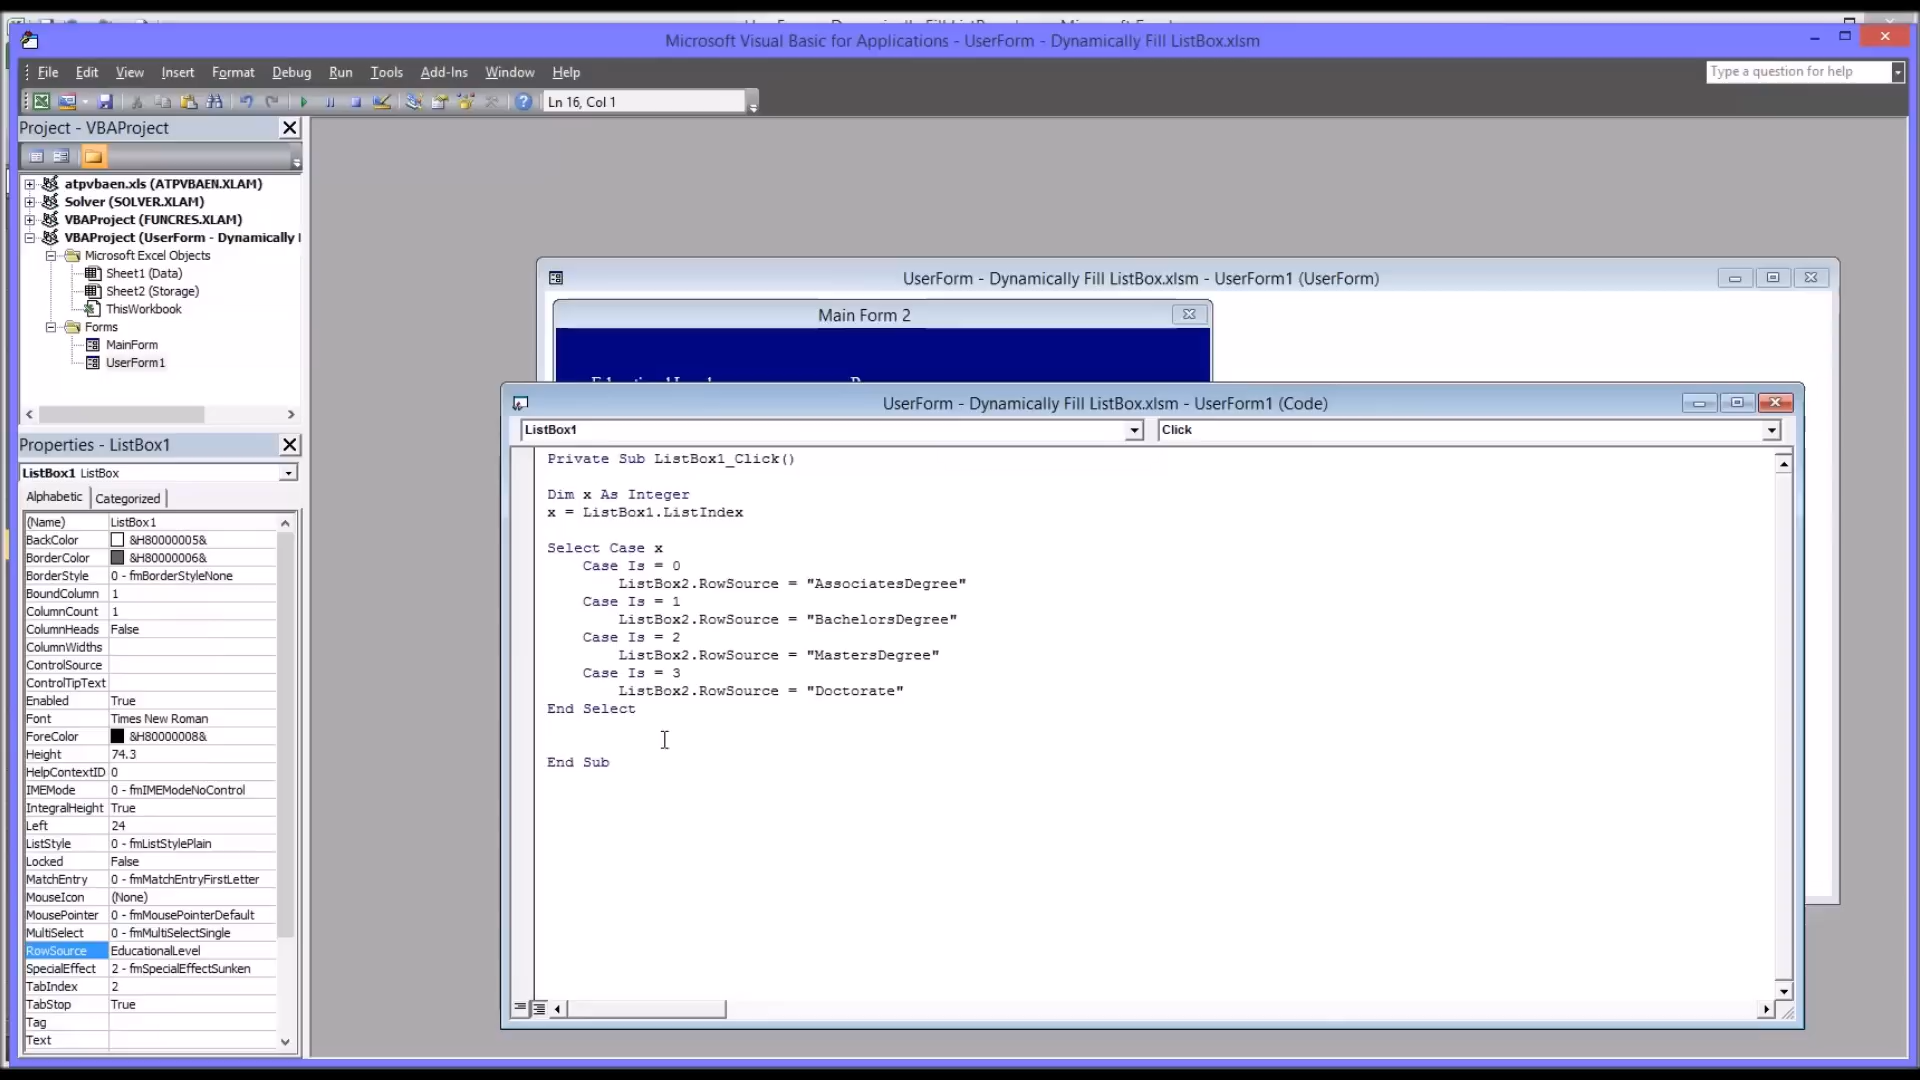 Microsoft Visual Basic for Applications - UserForm - Dynamically Fill ListBox.xlsm
File Edit View Insert Format Debug Run Tools Add-Ins Window Help
Type a question for help
Ln 16, Col 1
Project - VBAProject
atpvbaen.xls (ATPVBAEN.XLAM)
Solver (SOLVER.XLAM)
VBAProject (FUNCRES.XLAM)
VBAProject (UserForm - Dynamically
Microsoft Excel Objects
Sheet1 (Data)
Sheet2 (Storage)
ThisWorkbook
Forms
MainForm
UserForm1
Properties - ListBox1
ListBox1 ListBox
Alphabetic Categorized
(Name) ListBox1
BackColor &H80000005&
BorderColor &H80000006&
BorderStyle 0 - fmBorderStyleNone
BoundColumn 1
ColumnCount 1
ColumnHeads False
ColumnWidths
ControlSource
ControlTipText
Enabled True
Font Times New Roman
ForeColor &H80000008&
Height 74.3
HelpContextID 0
IMEMode 0 - fmIMEModeNoControl
IntegralHeight True
Left 24
ListStyle 0 - fmListStylePlain
Locked False
MatchEntry 0 - fmMatchEntryFirstLetter
MouseIcon (None)
MousePointer 0 - fmMousePointerDefault
MultiSelect 0 - fmMultiSelectSingle
RowSource EducationalLevel
SpecialEffect 2 - fmSpecialEffectSunken
TabIndex 2
TabStop True
Tag
Text
UserForm - Dynamically Fill ListBox.xlsm - UserForm1 (UserForm)
Main Form 2
UserForm - Dynamically Fill ListBox.xlsm - UserForm1 (Code)
ListBox1 Click
Private Sub ListBox1_Click()
Dim x As Integer
x = ListBox1.ListIndex
Select Case x
Case Is = 0
ListBox2.RowSource = "AssociatesDegree"
Case Is = 1
ListBox2.RowSource = "BachelorsDegree"
Case Is = 2
ListBox2.RowSource = "MastersDegree"
Case Is = 3
ListBox2.RowSource = "Doctorate"
End Select
End Sub